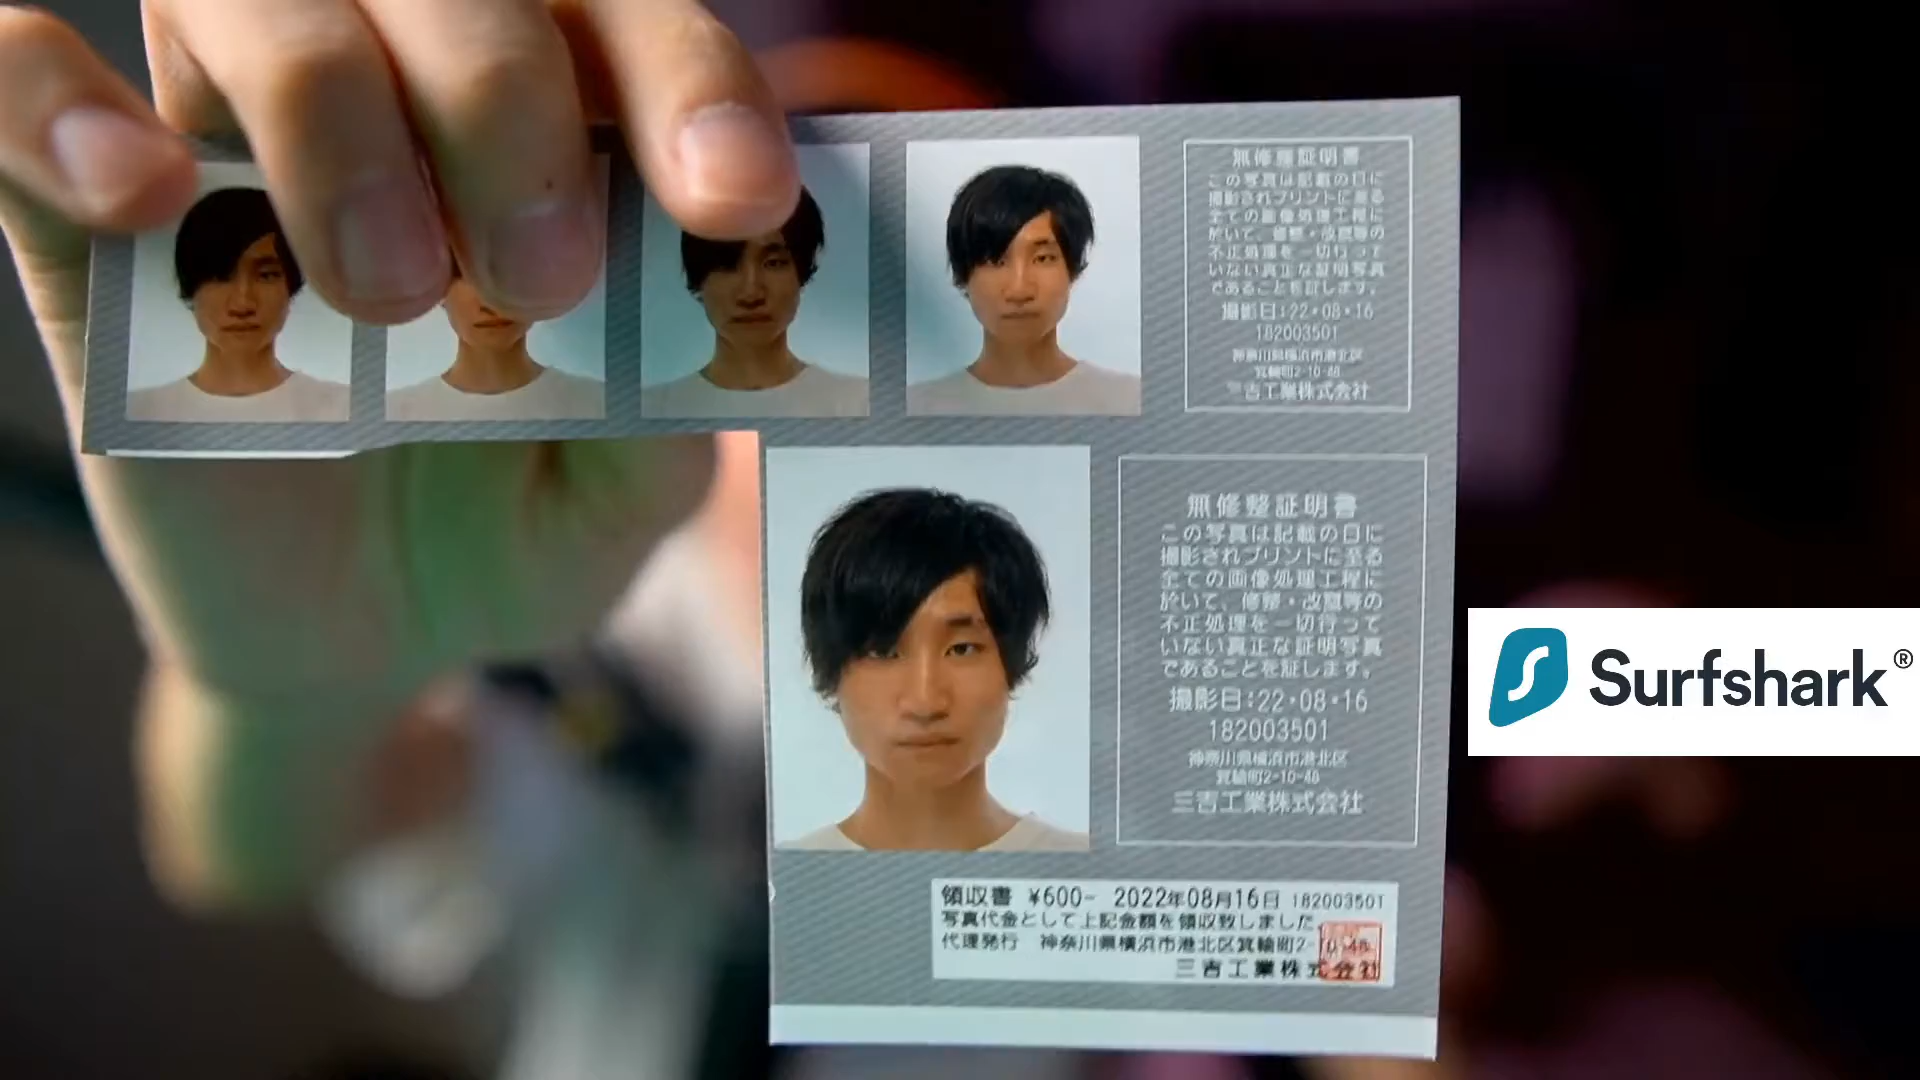 無修整証明書
この写真は記載の日に
撮影されプリントに至る
全ての画像処理工程に
於いて、修整・改竄等の
不正処理を一切行って
いない真正な証明写真
であることを証します。
撮影日:22・08・16
182003501
神奈川県横浜市港北区
箕輪町2-10-48
三吉工業株式会社
無修整証明書
この写真は記載の日に
撮影されプリントに至る
全ての画像処理工程に
於いて、修整・改竄等の
不正処理を一切行って
いない真正な証明写真
であることを証します。
撮影日:22・08・16
182003501
神奈川県横浜市港北区
箕輪町2-10-48
三吉工業株式会社
Surfshark®
領収書 ¥600- 2022年08月16日 182003501
写真代金として上記金額を領収致しました
代理発行 神奈川県横浜市港北区箕輪町2-10-48
三吉工業株式会社